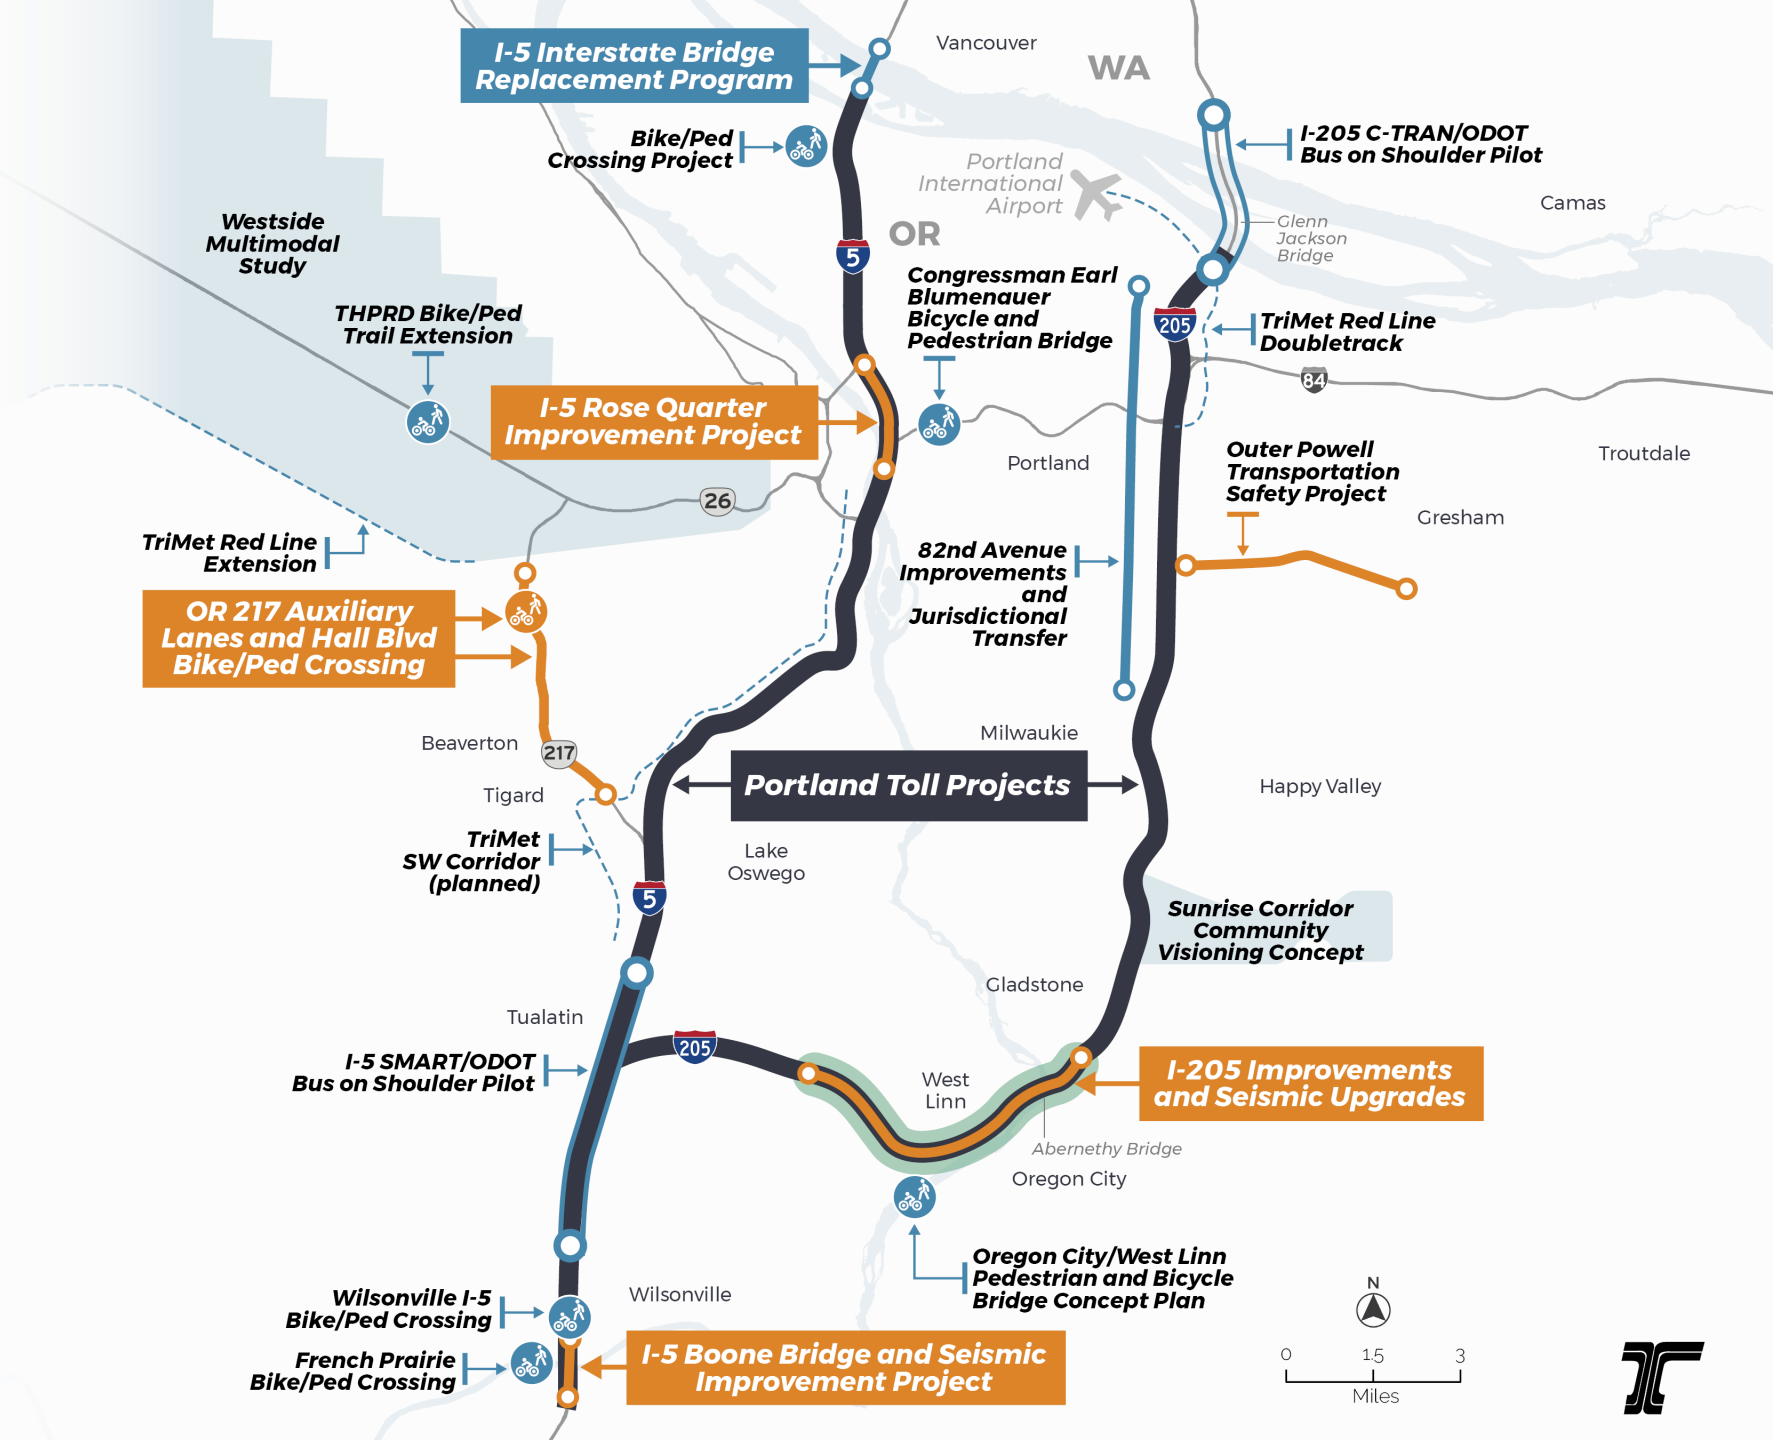 I-5 Interstate Bridge
Replacement Program
Vancouver
WA
Bike/Ped
Crossing Project
I-205 C-TRAN/ODOT
Bus on Shoulder Pilot
Portland
International
Airport
Camas
Westside
Multimodal
Study
OR
Glenn
Jackson
Bridge
5
Congressman Earl
Blumenauer
Bicycle and
Pedestrian Bridge
THPRD Bike/Ped
Trail Extension
205
TriMet Red Line
Doubletrack
84
I-5 Rose Quarter
Improvement Project
Portland
Outer Powell
Transportation
Safety Project
Troutdale
26
Gresham
TriMet Red Line
Extension
82nd Avenue
Improvements
and
Jurisdictional
Transfer
OR 217 Auxiliary
Lanes and Hall Blvd
Bike/Ped Crossing
Beaverton
217
Milwaukie
Portland Toll Projects
Happy Valley
Tigard
TriMet
SW Corridor
(planned)
Lake
Oswego
5
Sunrise Corridor
Community
Visioning Concept
Gladstone
Tualatin
205
I-5 SMART/ODOT
Bus on Shoulder Pilot
West
Linn
I-205 Improvements
and Seismic Upgrades
Abernethy Bridge
Oregon City
Oregon City/West Linn
Pedestrian and Bicycle
Bridge Concept Plan
Wilsonville I-5
Bike/Ped Crossing
Wilsonville
French Prairie
Bike/Ped Crossing
I-5 Boone Bridge and Seismic
Improvement Project
N
0 1.5 3
Miles